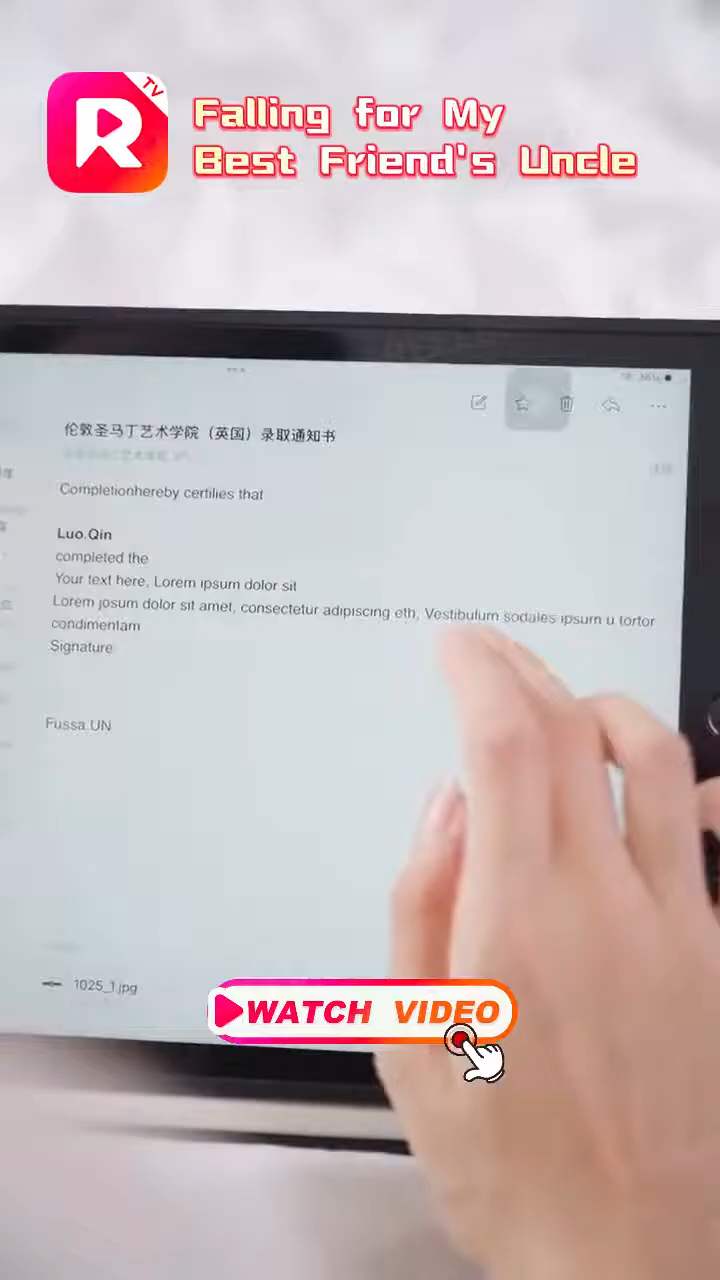 TV
R
Falling for My
Best Friend's Uncle
伦敦圣马丁艺术学院（英国）录取通知书
Completionhereby certilies that
Luo.Qin
completed the
Your text here, Lorem ipsum dolor sit
Lorem josum dolor sit amet, consectetur adipiscing eth, Vestibulum sodales ipsum u tortor
condimentam
Signature
Fussa.UN
1025_1.jpg
WATCH VIDEO